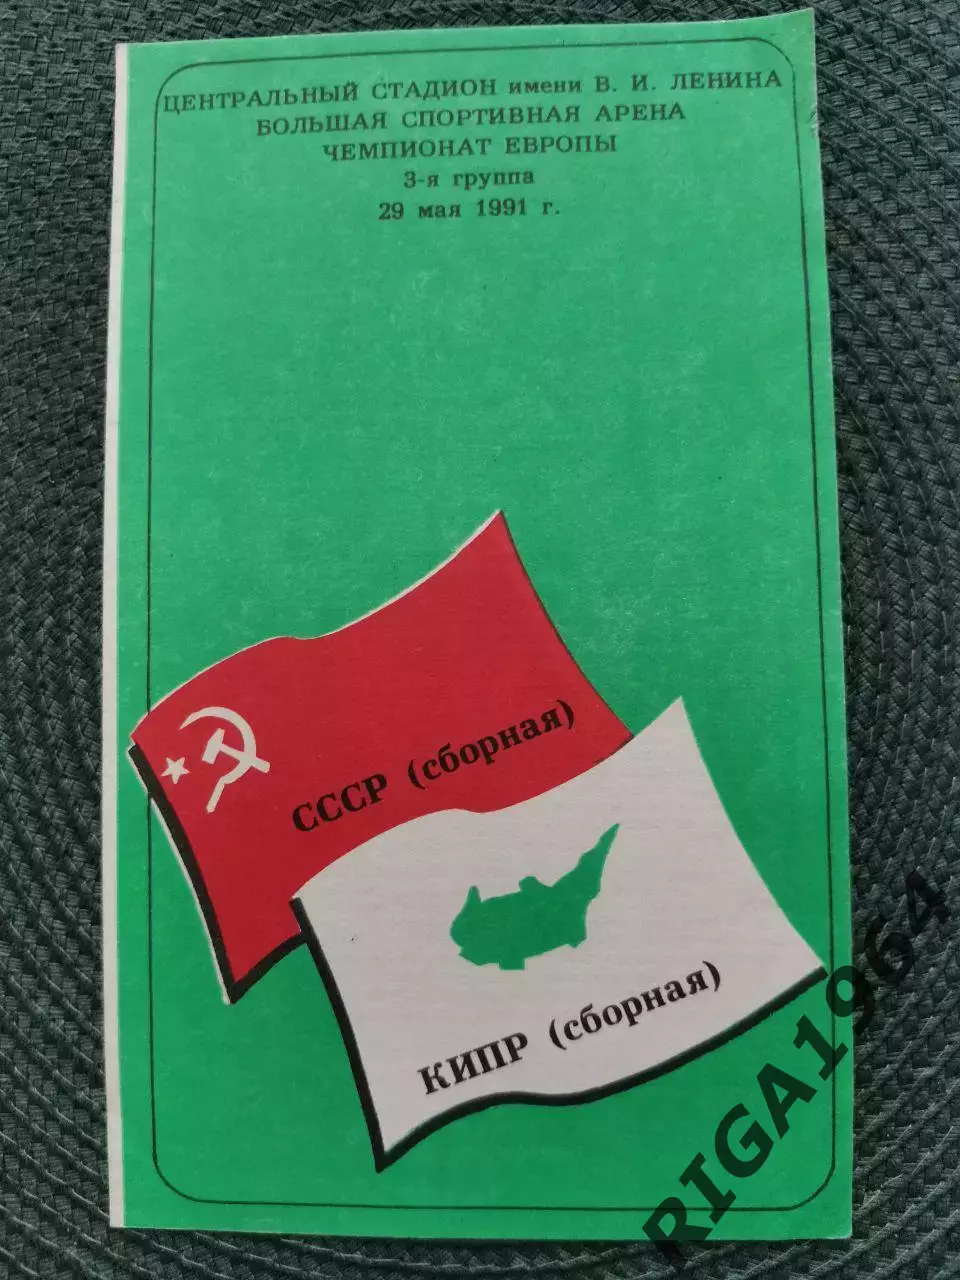 ЦЕНТРАЛЬНЫЙ СТАДИОН имени В. И. ЛЕНИНА
БОЛЬШАЯ СПОРТИВНАЯ АРЕНА
ЧЕМПИОНАТ ЕВРОПЫ
3-я группа
29 мая 1991 г.
СССР (сборная)
КИПР (сборная)
RIGA1964